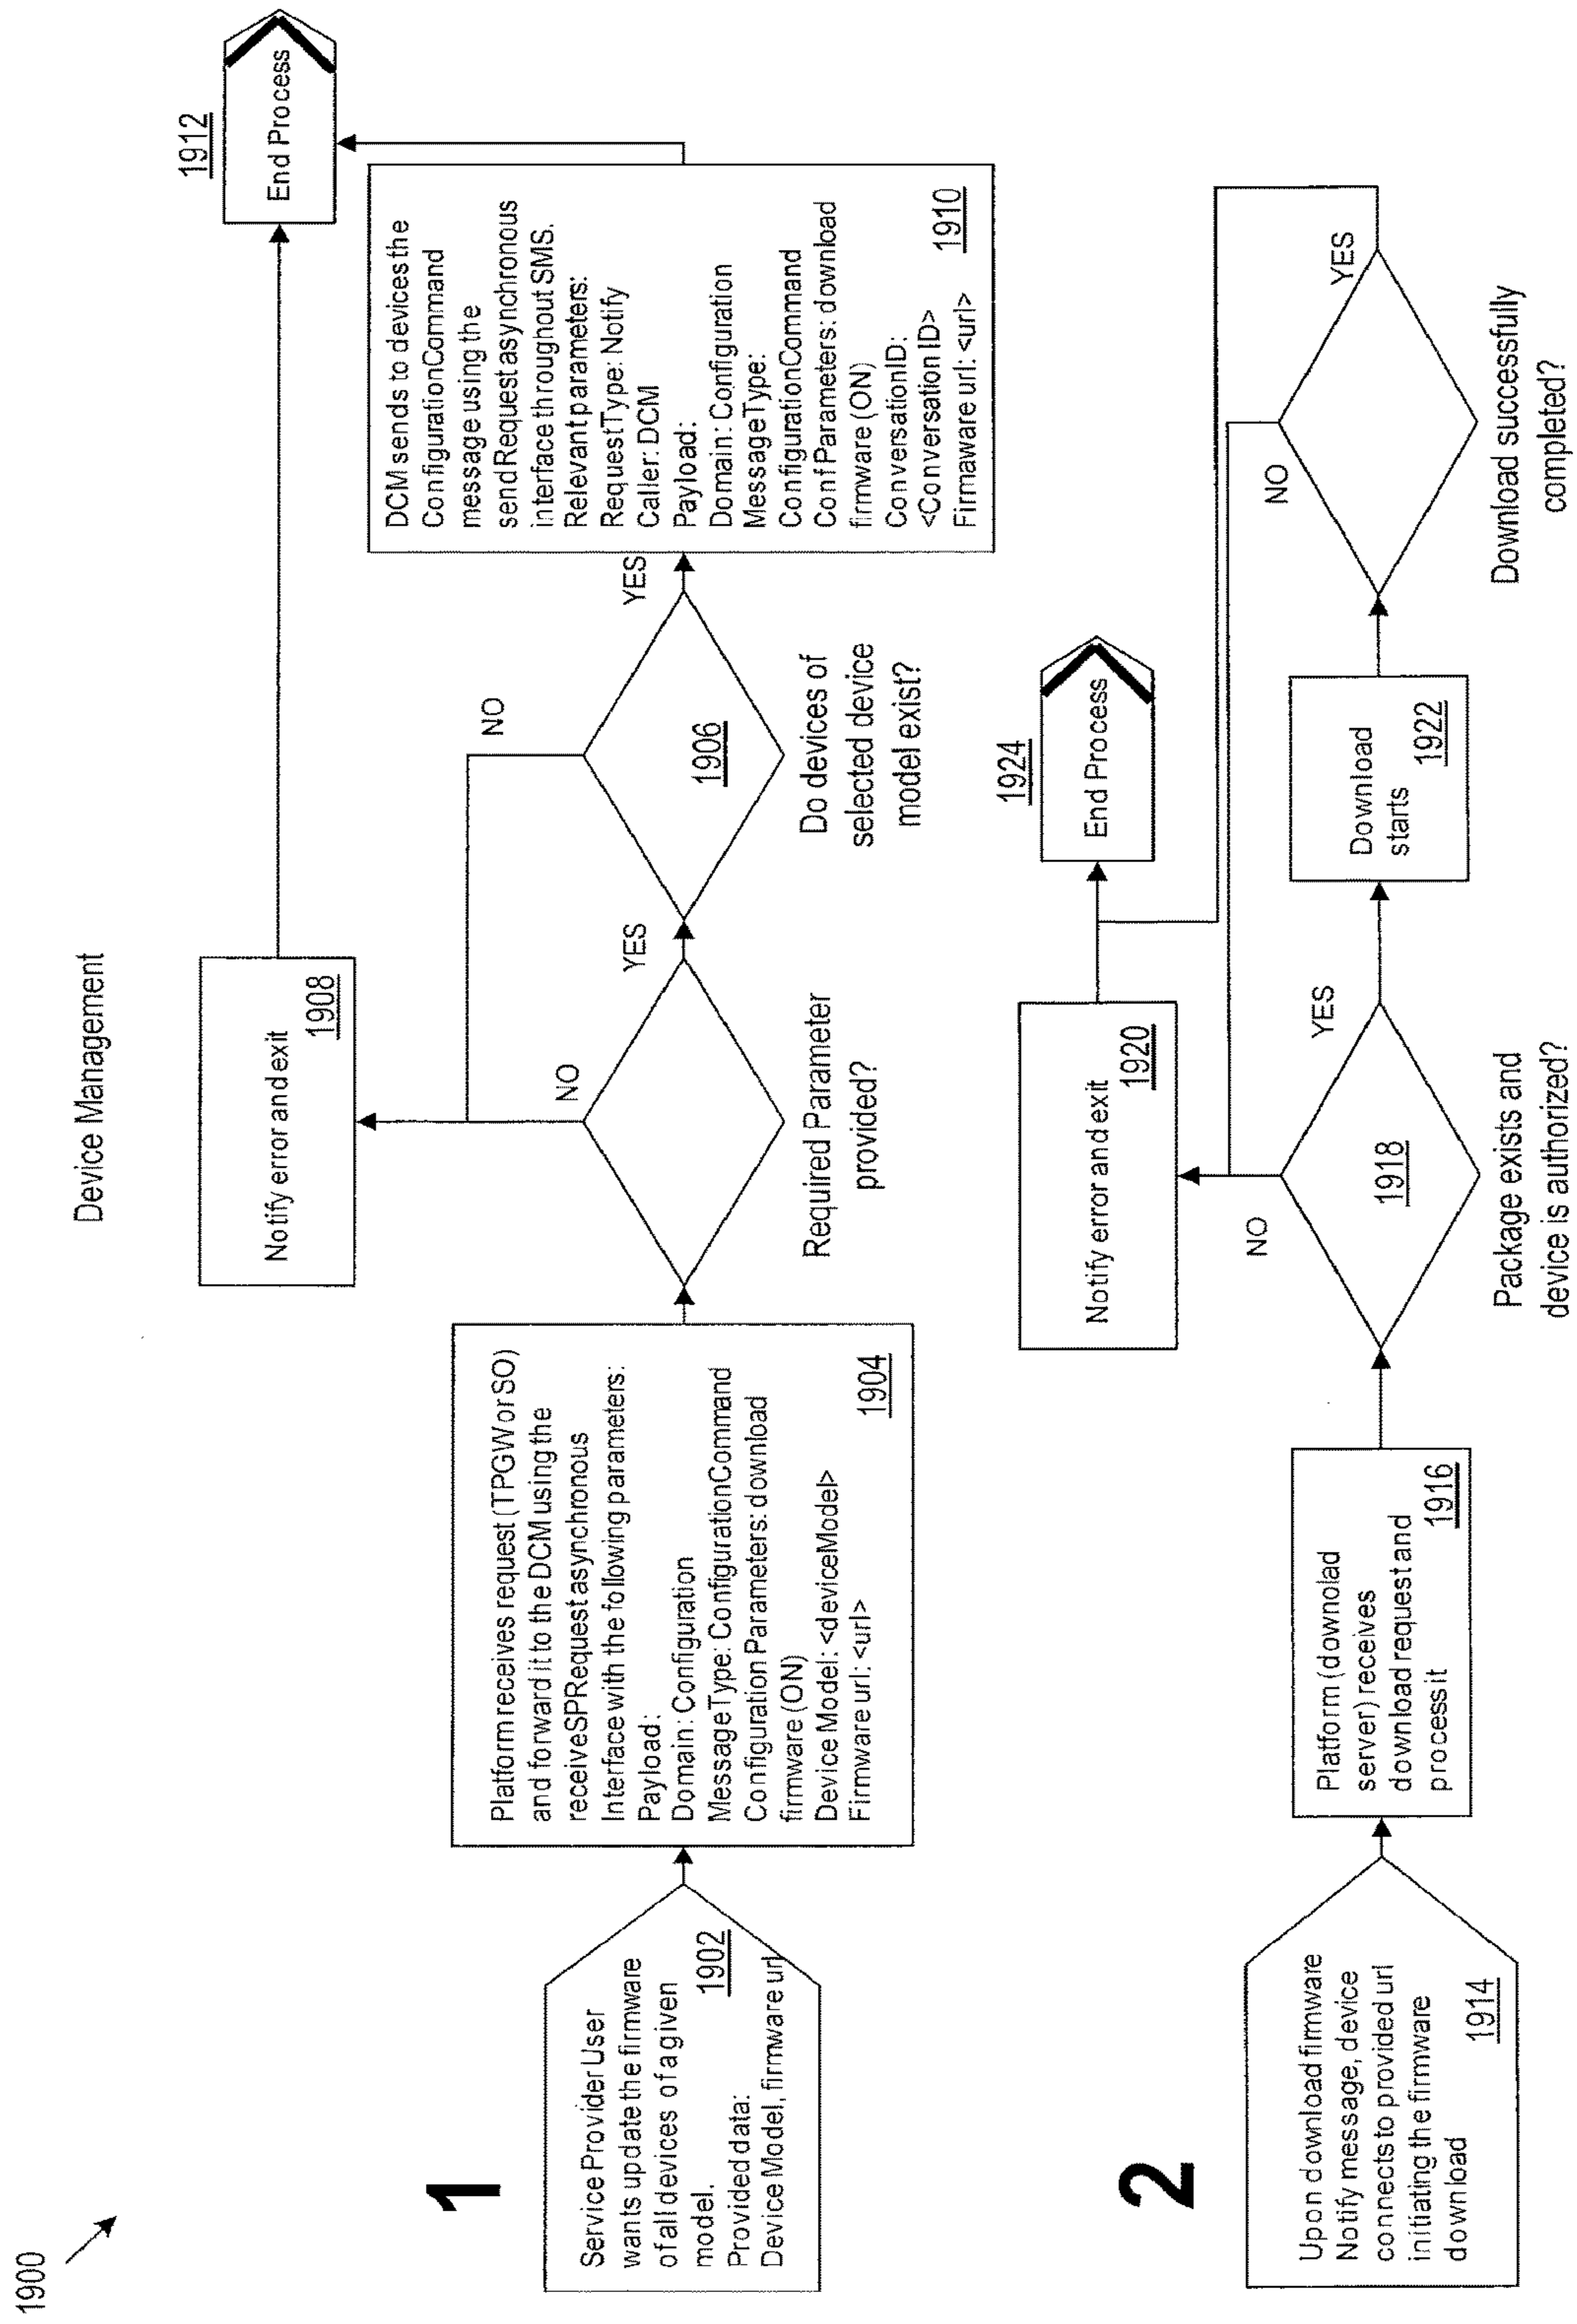 1900
Device Management
1
Service Provider User
wants update the firmware
of all devices of a given
model.
1902
Provided data:
Device Model, firmware url
Platform receives request (TPGW or SO)
and forward it to the DCM using the
receiveSPRequest asynchronous
Interface with the following parameters:
Payload:
Domain: Configuration
MessageType: ConfigurationCommand
Configuration Parameters: download
firmware (ON)
Device Model: <deviceModel>
Firmware url: <url>
1904
Required Parameter
provided?
NO
YES
Notify error and exit
1908
1906
Do devices of
selected device
model exist?
NO
YES
DCM sends to devices the
ConfigurationCommand
message using the
sendRequest asynchronous
interface throughout SMS.
Relevant parameters:
RequestType: Notify
Caller: DCM
Payload:
Domain: Configuration
MessageType:
ConfigurationCommand
ConfParameters: download
firmware (ON)
ConversationID:
<Conversation ID>
Firmaware url: <url>
1910
1912
End Process
2
Upon download firmware
Notify message, device
connects to provided url
initiating the firmware
download
1914
Platform (downolad
server) receives
download request and
process it
1916
1918
Package exists and
device is authorized?
NO
YES
Notify error and exit
1920
Download
starts
1922
1924
End Process
NO
YES
Download successfully
completed?